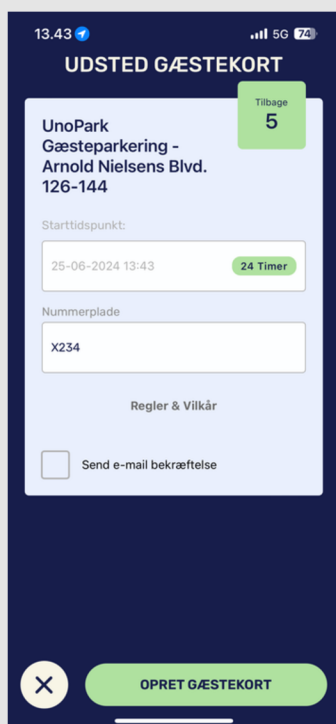 13.43
5G 74
UDSTED GÆSTEKORT
Tilbage
5
UnoPark
Gæsteparkering -
Arnold Nielsens Blvd.
126-144
Starttidspunkt:
25-06-2024 13:43
24 Timer
Nummerplade
X234
Regler & Vilkår
Send e-mail bekræftelse
OPRET GÆSTEKORT